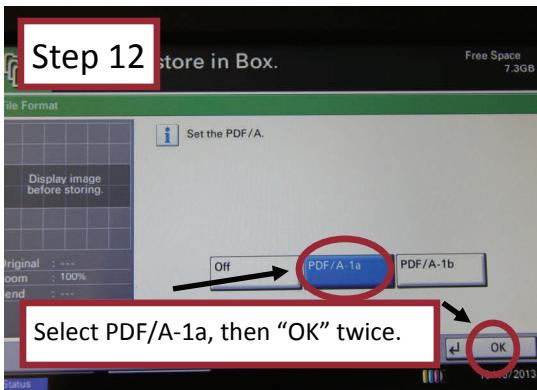 Step 12
store in Box.
Free Space
7.3GB
File Format
Set the PDF/A.
Display image
before storing.
Original : ---
Zoom : 100%
Send : ---
Off
PDF/A-1a
PDF/A-1b
Select PDF/A-1a, then “OK” twice.
OK
Status
2013